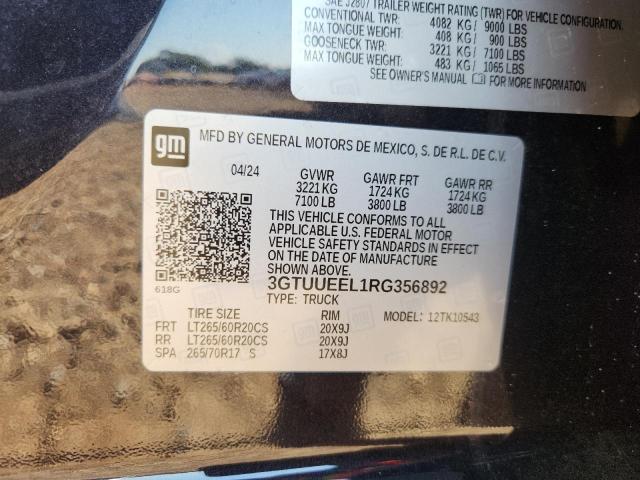 SAE J2807 TRAILER WEIGHT RATING (TWR) FOR VEHICLE CONFIGURATION.
CONVENTIONAL TWR: 4082 KG/ 9000 LBS
MAX TONGUE WEIGHT: 408 KG/ 900 LBS
GOOSENECK TWR: 3221 KG/ 7100 LBS
MAX TONGUE WEIGHT: 483 KG/ 1065 LBS
SEE OWNER'S MANUAL FOR MORE INFORMATION
gm MFD BY GENERAL MOTORS DE MEXICO, S. DE R.L. DE C.V.
04/24 GVWR GAWR FRT GAWR RR
3221 KG 1724 KG 1724 KG
7100 LB 3800 LB 3800 LB
THIS VEHICLE CONFORMS TO ALL
APPLICABLE U.S. FEDERAL MOTOR
VEHICLE SAFETY STANDARDS IN EFFECT
ON THE DATE OF MANUFACTURE
SHOWN ABOVE.
618G 3GTUUEEL1RG356892
TYPE: TRUCK
TIRE SIZE RIM MODEL: 12TK10543
FRT LT265/60R20CS 20X9J
RR LT265/60R20CS 20X9J
SPA 265/70R17 S 17X8J